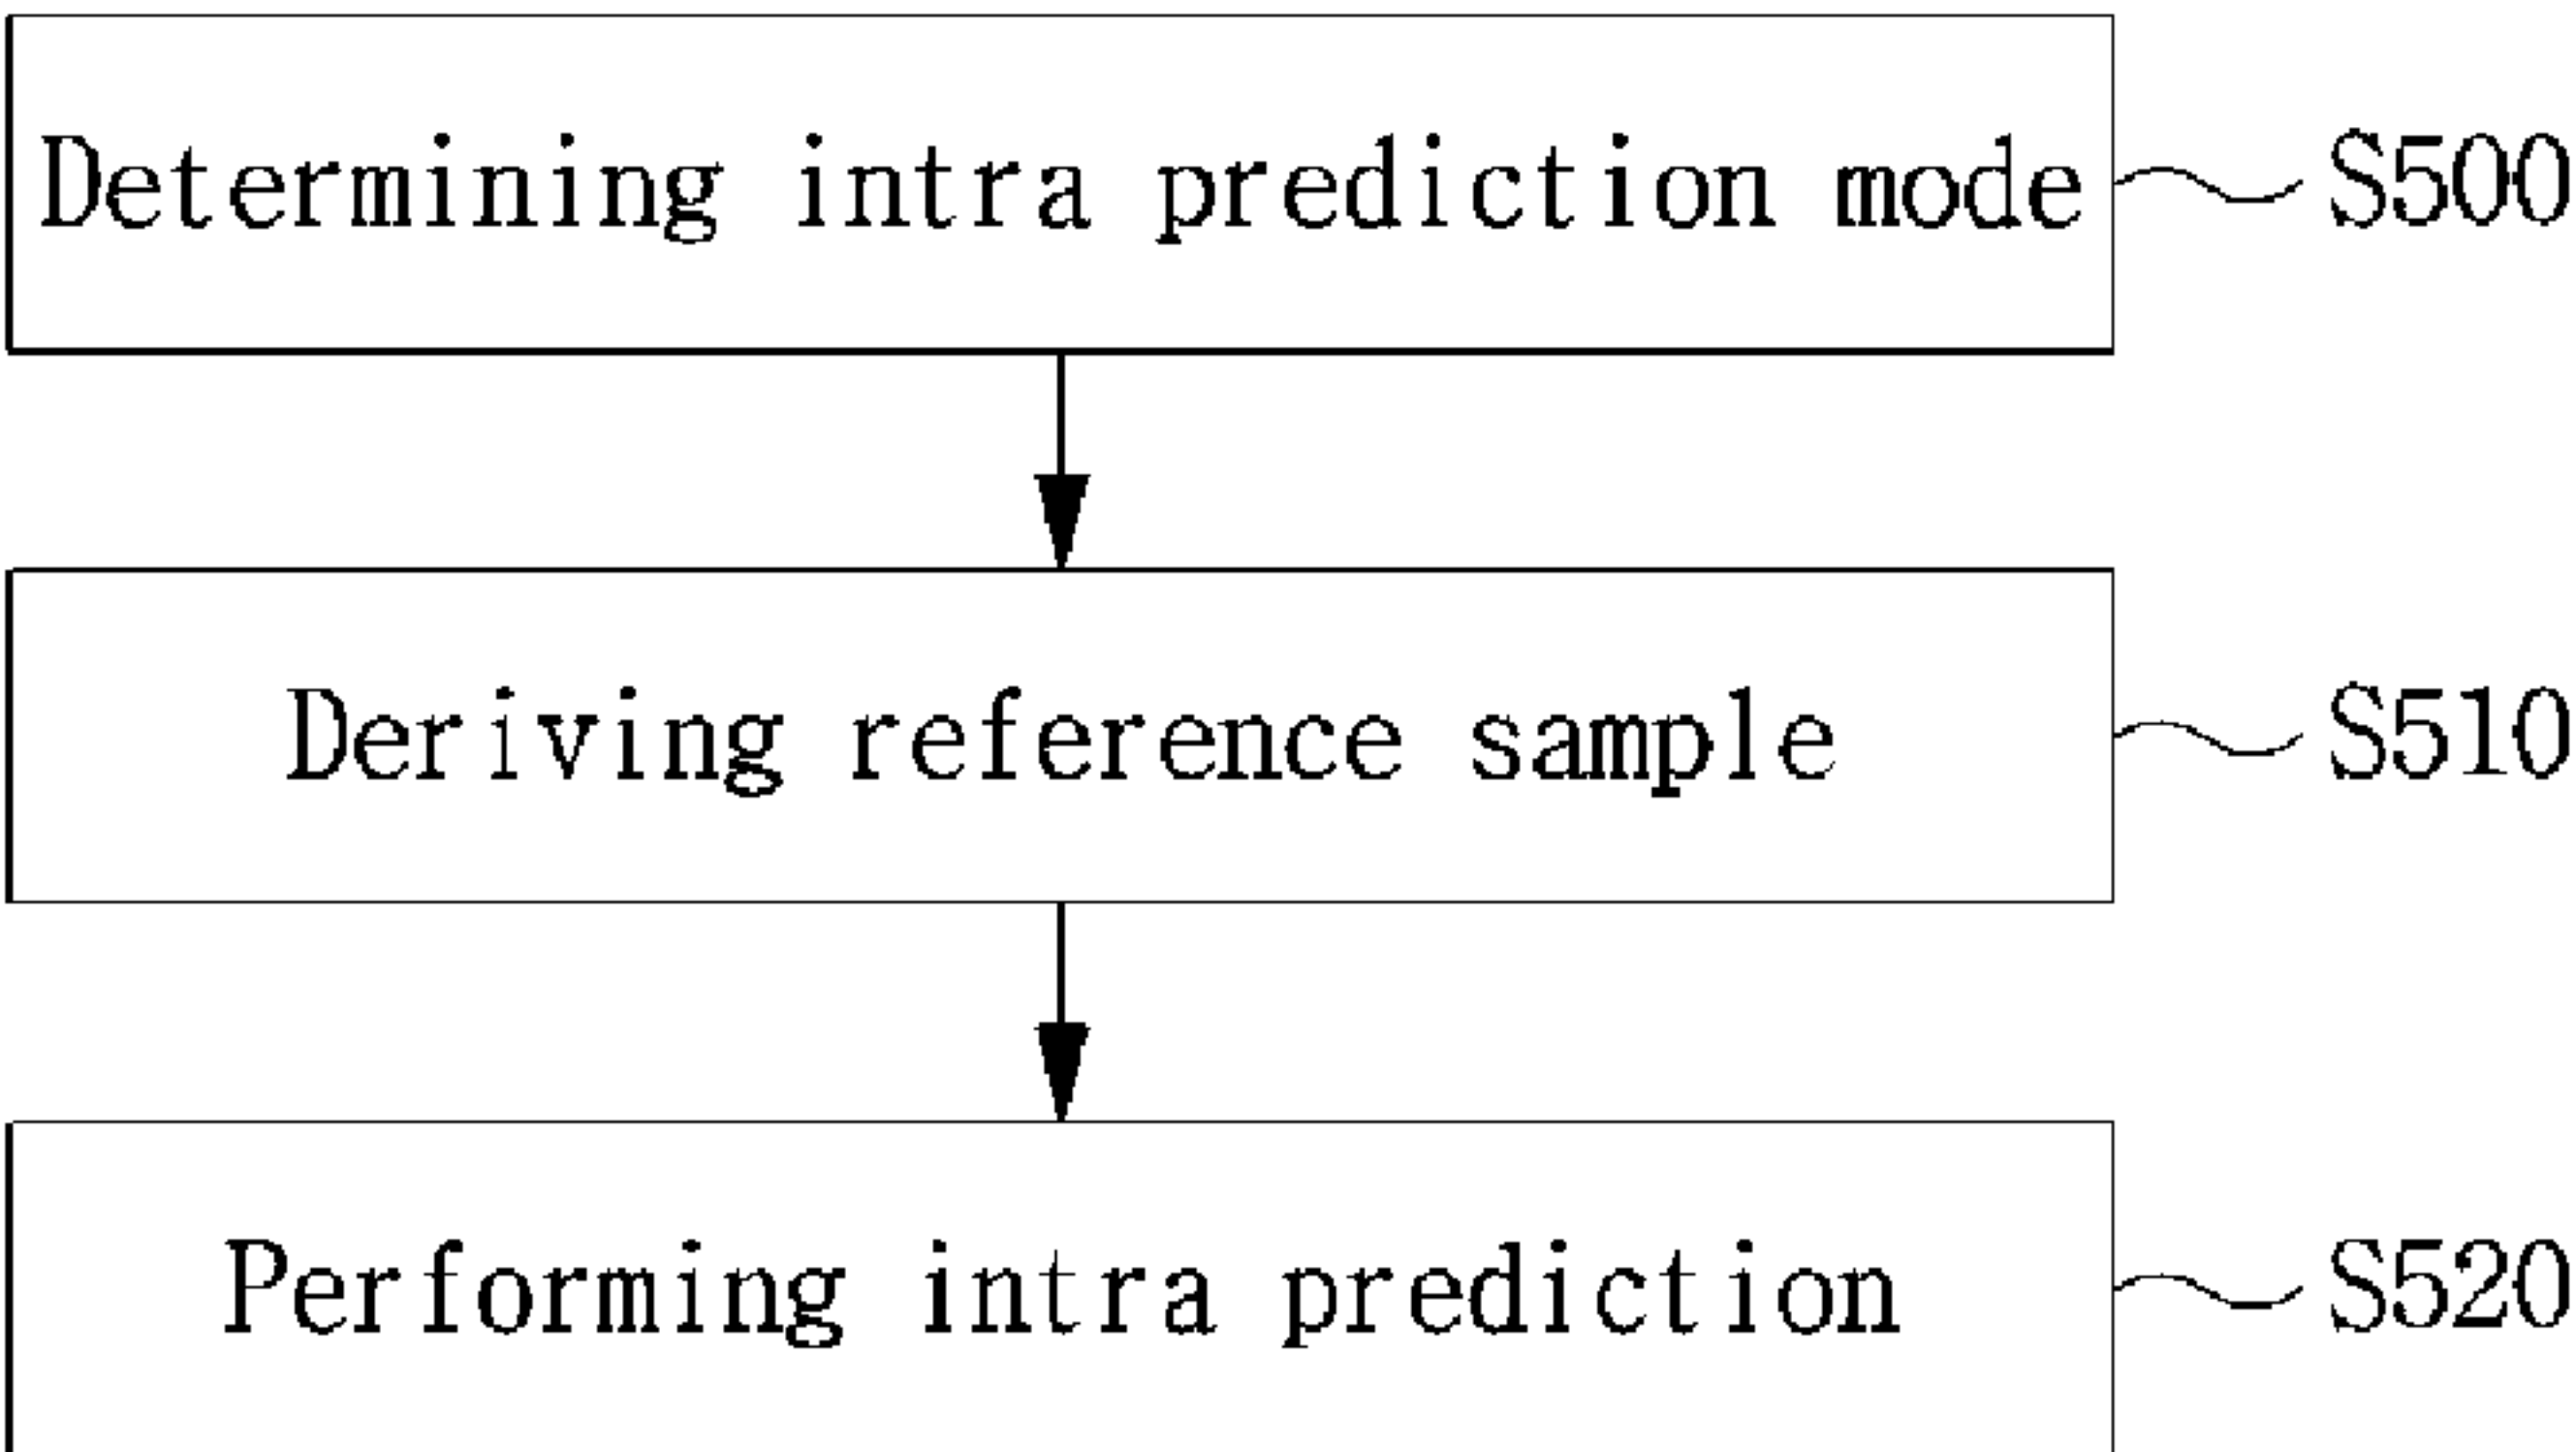 Determining intra prediction mode S500
Deriving reference sample S510
Performing intra prediction S520